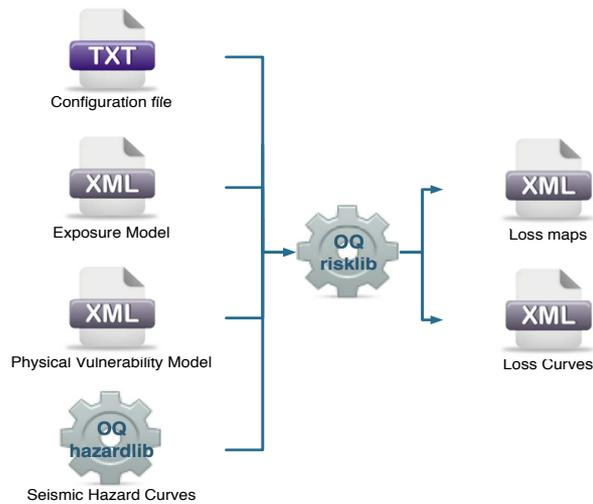 TXT
Configuration file
XML
Exposure Model
XML
Physical Vulnerability Model
OQ
hazardlib
Seismic Hazard Curves
OQ
risklib
XML
Loss maps
XML
Loss Curves